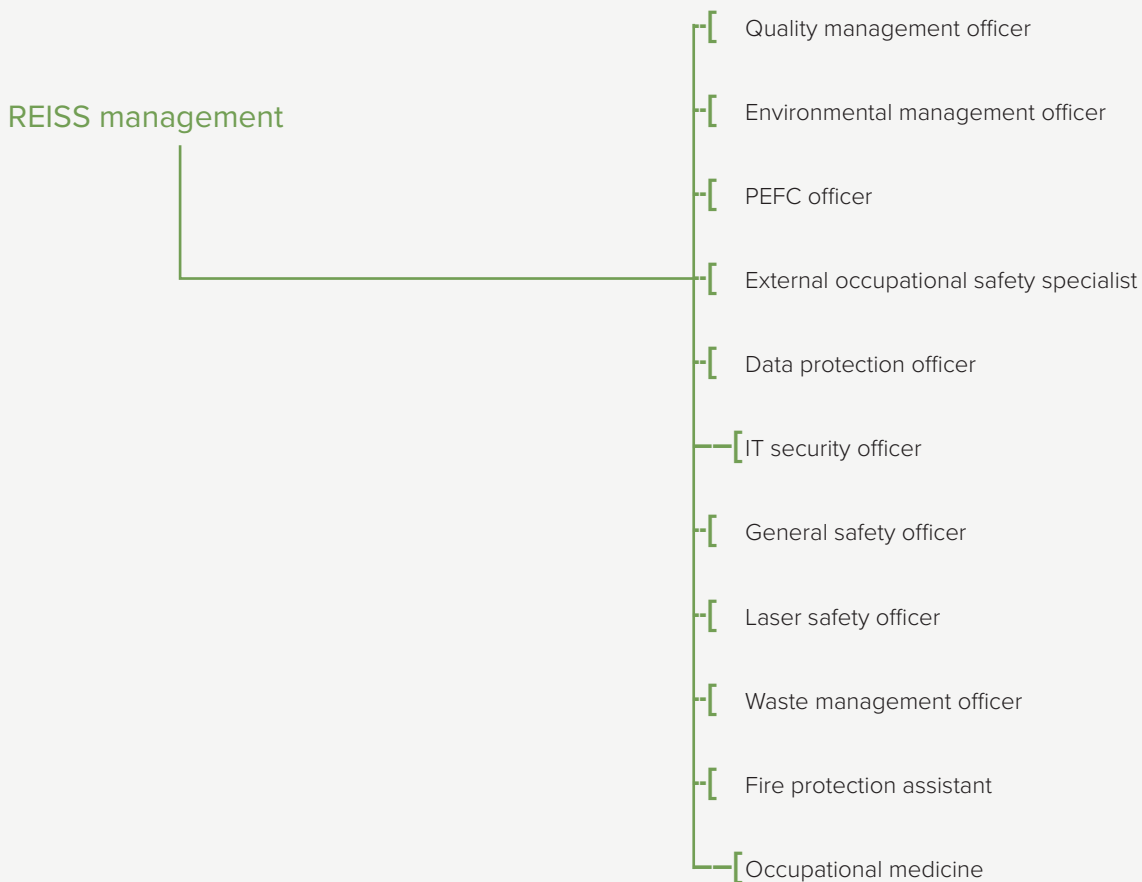 REISS management
Quality management officer
Environmental management officer
PEFC officer
External occupational safety specialist
Data protection officer
IT security officer
General safety officer
Laser safety officer
Waste management officer
Fire protection assistant
Occupational medicine